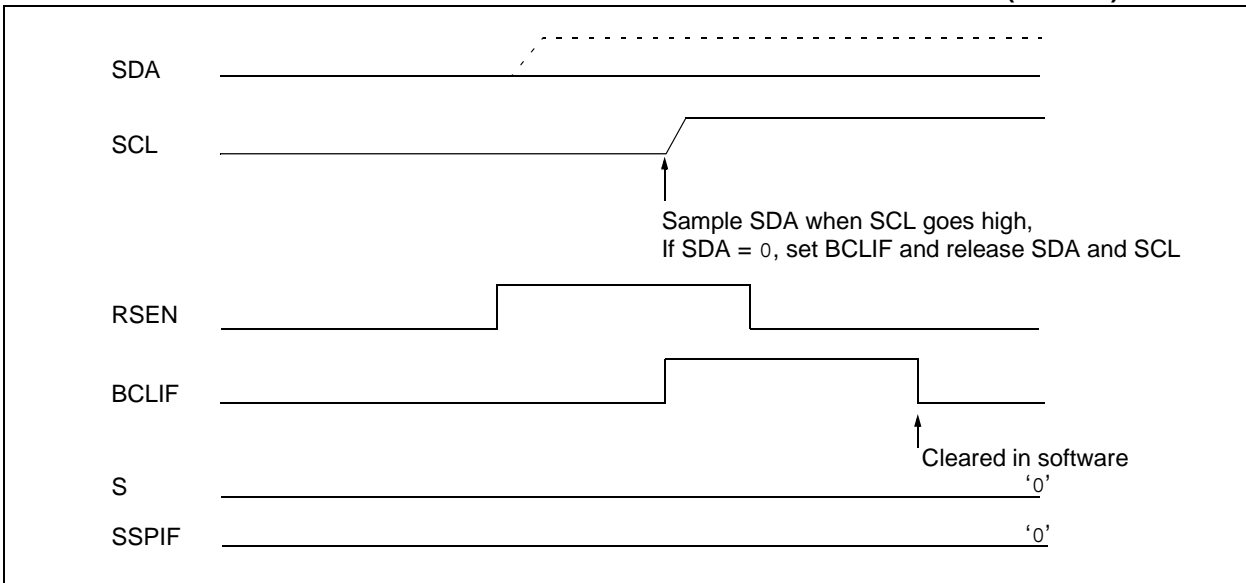 SDA
SCL
Sample SDA when SCL goes high,
If SDA = 0, set BCLIF and release SDA and SCL
RSEN
BCLIF
Cleared in software
S
‘0’
SSPIF
‘0’